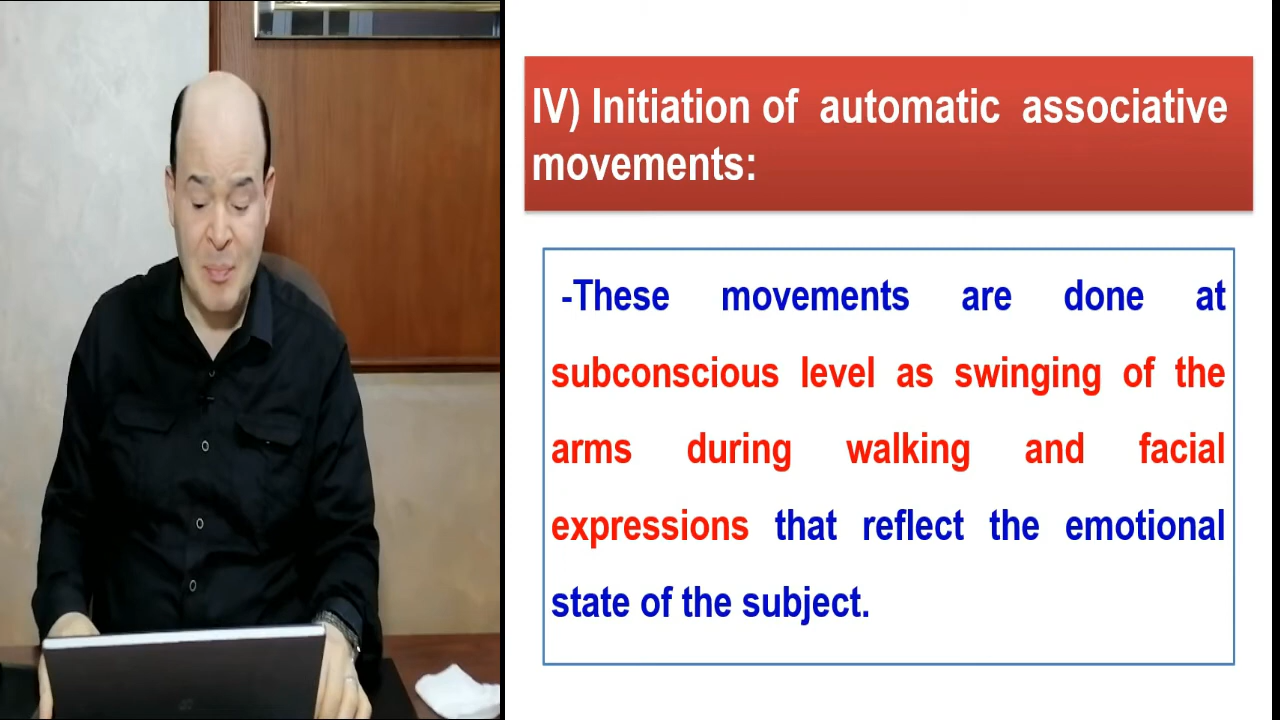 IV) Initiation of automatic associative
movements:
-These movements are done at
subconscious level as swinging of the
arms during walking and facial
expressions that reflect the emotional
state of the subject.